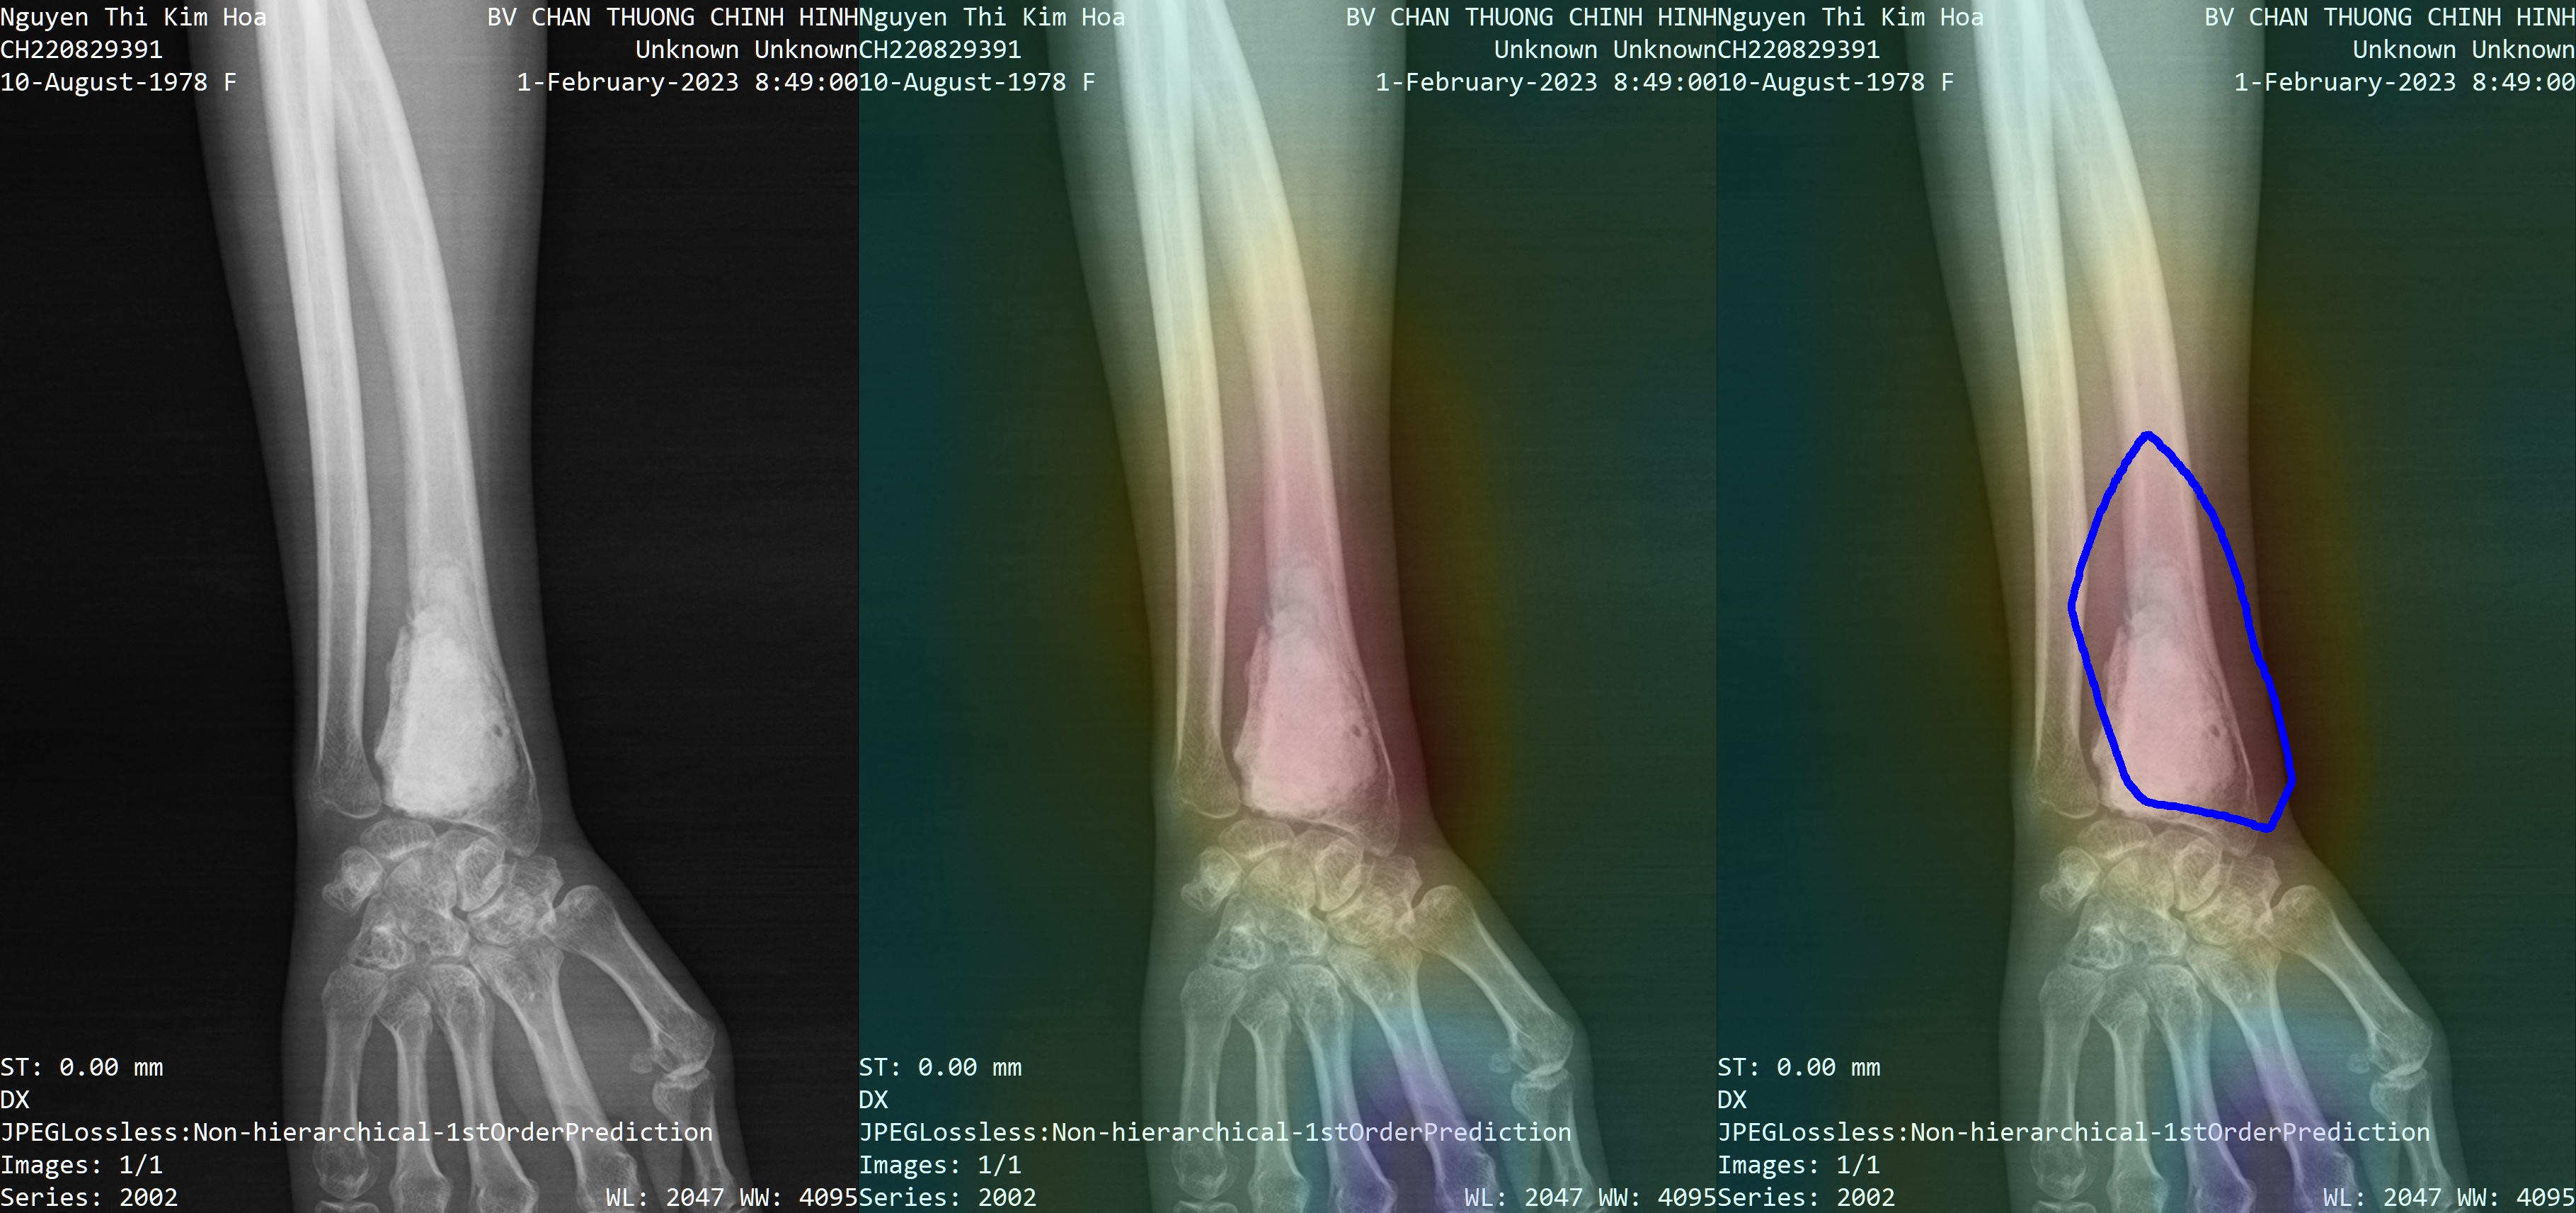 Nguyen Thi Kim Hoa
CH220829391
10-August-1978 F
BV CHAN THUONG CHINH HINH
Unknown Unknown
1-February-2023 8:49:00
ST: 0.00 mm
DX
JPEGLossless:Non-hierarchical-1stOrderPrediction
Images: 1/1
Series: 2002
WL: 2047 WW: 4095
Nguyen Thi Kim Hoa
CH220829391
10-August-1978 F
BV CHAN THUONG CHINH HINH
Unknown Unknown
1-February-2023 8:49:00
ST: 0.00 mm
DX
JPEGLossless:Non-hierarchical-1stOrderPrediction
Images: 1/1
Series: 2002
WL: 2047 WW: 4095
Nguyen Thi Kim Hoa
CH220829391
10-August-1978 F
BV CHAN THUONG CHINH HINH
Unknown Unknown
1-February-2023 8:49:00
ST: 0.00 mm
DX
JPEGLossless:Non-hierarchical-1stOrderPrediction
Images: 1/1
Series: 2002
WL: 2047 WW: 4095